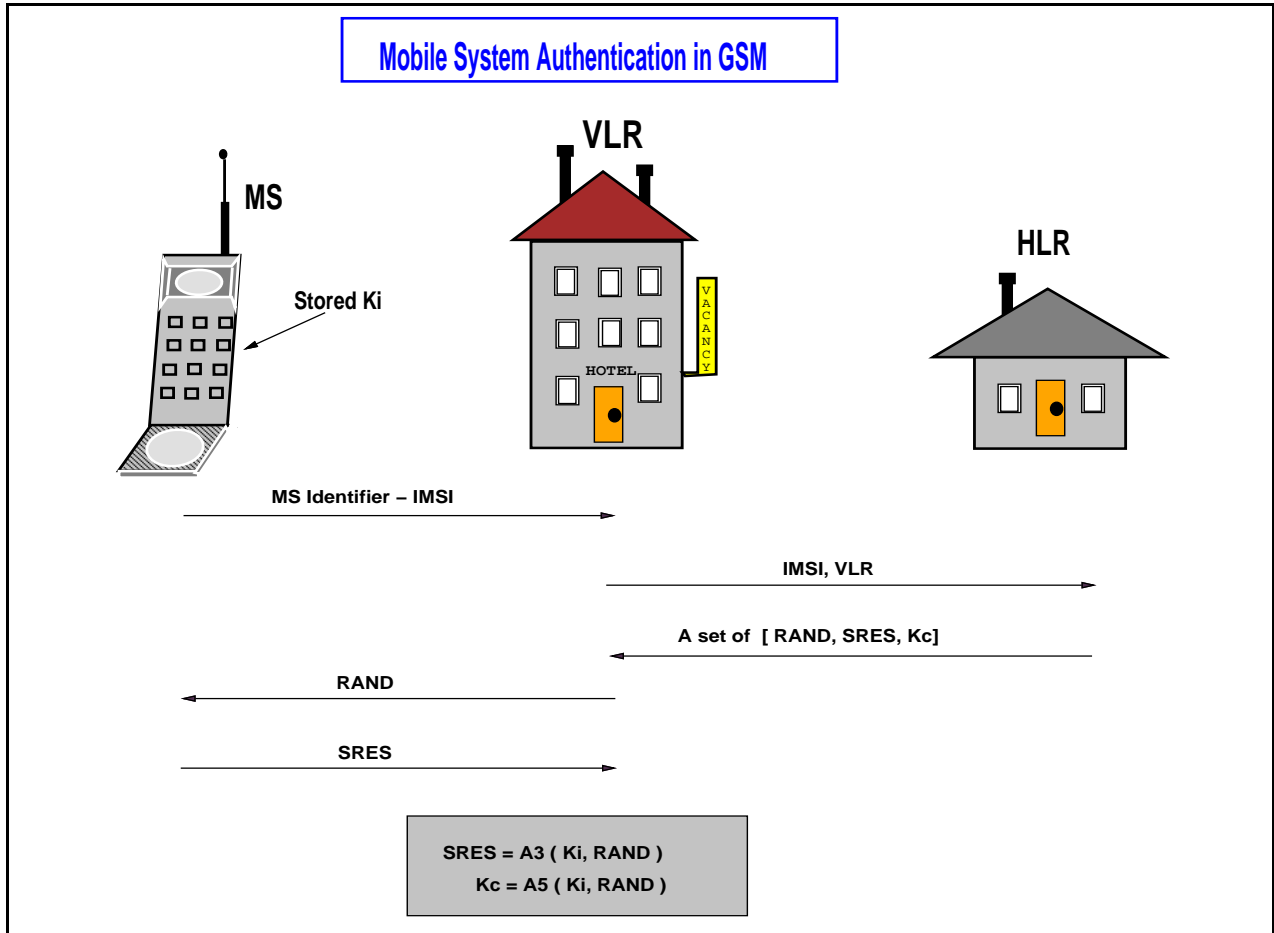 Mobile System Authentication in GSM
VLR
MS
HLR
Stored Ki
VACANCY
HOTEL
MS Identifier – IMSI
IMSI, VLR
A set of [ RAND, SRES, Kc]
RAND
SRES
SRES = A3 ( Ki, RAND )
Kc = A5 ( Ki, RAND )